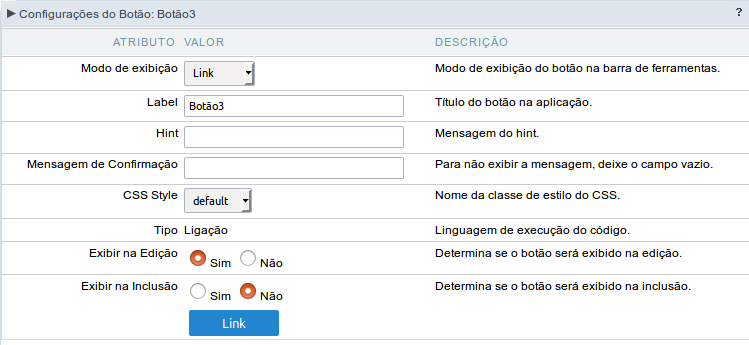 Configurações do Botão: Botão3 ?
ATRIBUTO VALOR DESCRIÇÃO
Modo de exibição Link Modo de exibição do botão na barra de ferramentas.
Label Botão3 Título do botão na aplicação.
Hint Mensagem do hint.
Mensagem de Confirmação Para não exibir a mensagem, deixe o campo vazio.
CSS Style default Nome da classe de estilo do CSS.
Tipo Ligação Linguagem de execução do código.
Exibir na Edição Sim Não Determina se o botão será exibido na edição.
Exibir na Inclusão Sim Não Determina se o botão será exibido na inclusão.
Link